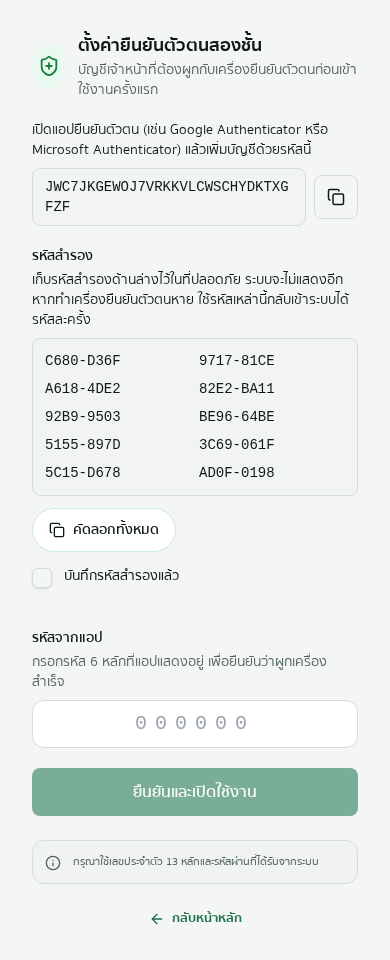 ตั้งค่ายืนยันตัวตนสองชั้น
บัญชีเจ้าหน้าที่ต้องผูกกับเครื่องยืนยันตัวตนก่อนเข้า
ใช้งานครั้งแรก
เปิดแอปยืนยันตัวตน (เช่น Google Authenticator หรือ
Microsoft Authenticator) แล้วเพิ่มบัญชีด้วยรหัสนี้
JWC7JKGEWOJ7VRKKVLCWSCHYDKTXG
FZF
รหัสสำรอง
เก็บรหัสสำรองด้านล่างไว้ในที่ปลอดภัย ระบบจะไม่แสดงอีก
หากทำเครื่องยืนยันตัวตนหาย ใช้รหัสเหล่านี้กลับเข้าระบบได้
รหัสละครั้ง
C680-D36F 9717-81CE
A618-4DE2 82E2-BA11
92B9-9503 BE96-64BE
5155-897D 3C69-061F
5C15-D678 AD0F-0198
คัดลอกทั้งหมด
บันทึกรหัสสำรองแล้ว
รหัสจากแอป
กรอกรหัส 6 หลักที่แอปแสดงอยู่ เพื่อยืนยันว่าผูกเครื่อง
สำเร็จ
000000
ยืนยันและเปิดใช้งาน
กรุณาใช้เลขประจำตัว 13 หลักและรหัสผ่านที่ได้รับจากระบบ
กลับหน้าหลัก